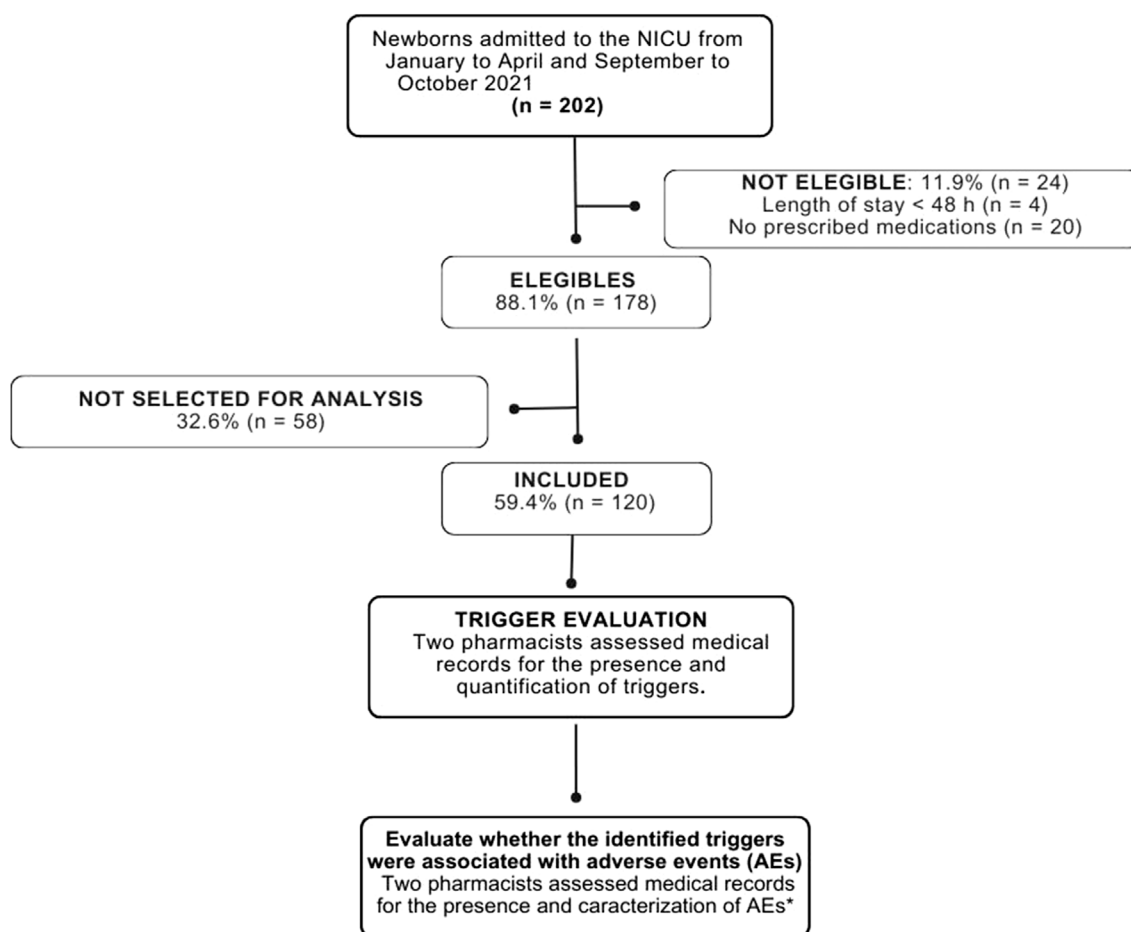 Newborns admitted to the NICU from
January to April and September to
October 2021
(n = 202)
NOT ELEGIBLE: 11.9% (n = 24)
Length of stay < 48 h (n = 4)
No prescribed medications (n = 20)
ELEGIBLES
88.1% (n = 178)
NOT SELECTED FOR ANALYSIS
32.6% (n = 58)
INCLUDED
59.4% (n = 120)
TRIGGER EVALUATION
Two pharmacists assessed medical
records for the presence and
quantification of triggers.
Evaluate whether the identified triggers
were associated with adverse events (AEs)
Two pharmacists assessed medical records
for the presence and caracterization of AEs*